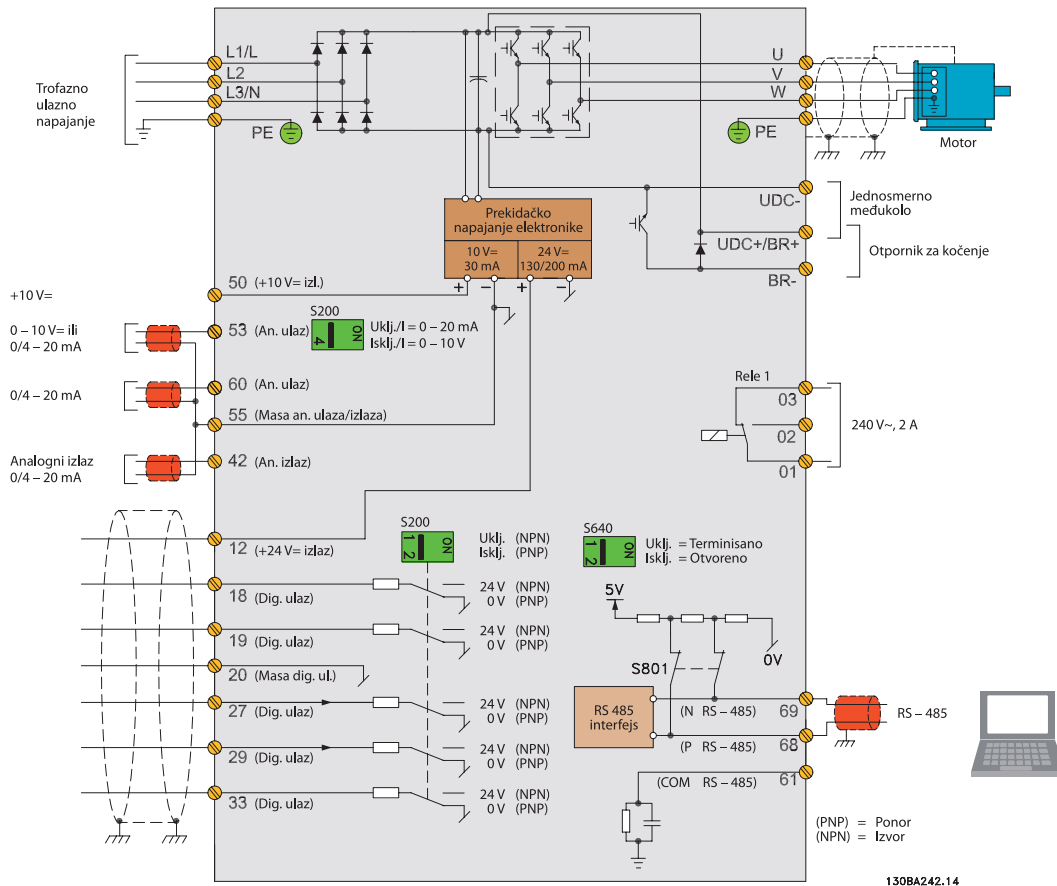 Trofazno
ulazno
napajanje
L1/L
L2
L3/N
PE
U
V
W
PE
Motor
UDC-
UDC+/BR+
BR-
Jednosmerno
međukolo
Otpornik za kočenje
Prekidačko
napajanje elektronike
10 V=
30 mA
24 V=
130/200 mA
+ − + −
+10 V=
50 (+10 V= izl.)
0 – 10 V= ili
0/4 – 20 mA
53 (An. ulaz)
S200
ON
4
Uklj./I = 0 – 20 mA
Isklj./I = 0 – 10 V
0/4 – 20 mA
60 (An. ulaz)
55 (Masa an. ulaza/izlaza)
Analogni izlaz
0/4 – 20 mA
42 (An. izlaz)
Rele 1
03
02
01
240 V~, 2 A
12 (+24 V= izlaz)
S200
ON
1 2
Uklj. (NPN)
Isklj. (PNP)
S640
ON
1 2
Uklj. = Terminisano
Isklj. = Otvoreno
18 (Dig. ulaz)
24 V (NPN)
0 V (PNP)
19 (Dig. ulaz)
24 V (NPN)
0 V (PNP)
20 (Masa dig. ul.)
27 (Dig. ulaz)
24 V (NPN)
0 V (PNP)
29 (Dig. ulaz)
24 V (NPN)
0 V (PNP)
33 (Dig. ulaz)
24 V (NPN)
0 V (PNP)
5V
0V
S801
RS 485
interfejs
(N RS – 485) 69
(P RS – 485) 68
(COM RS – 485) 61
RS – 485
(PNP) = Ponor
(NPN) = Izvor
130BA242.14